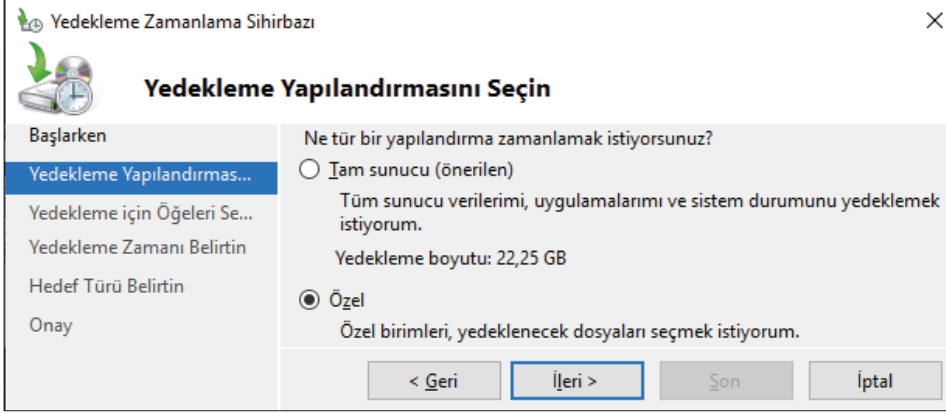 Yedekleme Zamanlama Sihirbazı
Yedekleme Yapılandırmasını Seçin
Başlarken
Yedekleme Yapılandırmas...
Yedekleme için Öğeleri Se...
Yedekleme Zamanı Belirtin
Hedef Türü Belirtin
Onay
Ne tür bir yapılandırma zamanlamak istiyorsunuz?
Tam sunucu (önerilen)
Tüm sunucu verilerimi, uygulamalarımı ve sistem durumunu yedeklemek
istiyorum.
Yedekleme boyutu: 22,25 GB
Özel
Özel birimleri, yedeklenecek dosyaları seçmek istiyorum.
< Geri İleri > Son İptal